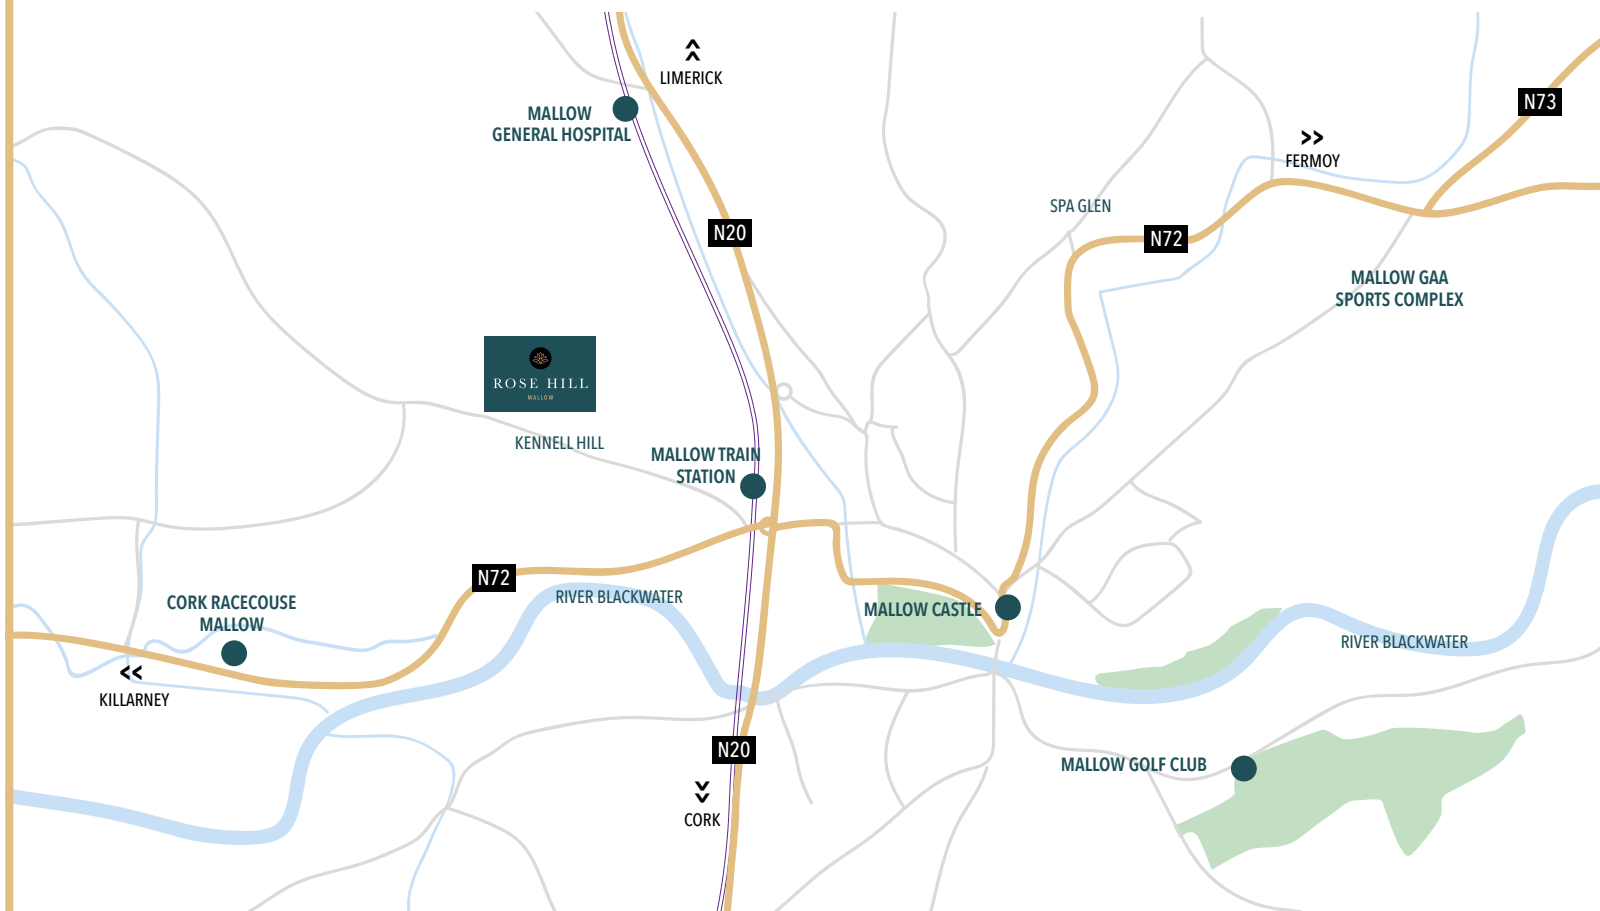 LIMERICK
N73
MALLOW
GENERAL HOSPITAL
FERMOY
SPA GLEN
N20
N72
MALLOW GAA
SPORTS COMPLEX
ROSE HILL
MALLOW
KENNELL HILL
MALLOW TRAIN
STATION
N72
RIVER BLACKWATER
CORK RACECOUSE
MALLOW
MALLOW CASTLE
RIVER BLACKWATER
KILLARNEY
N20
MALLOW GOLF CLUB
CORK